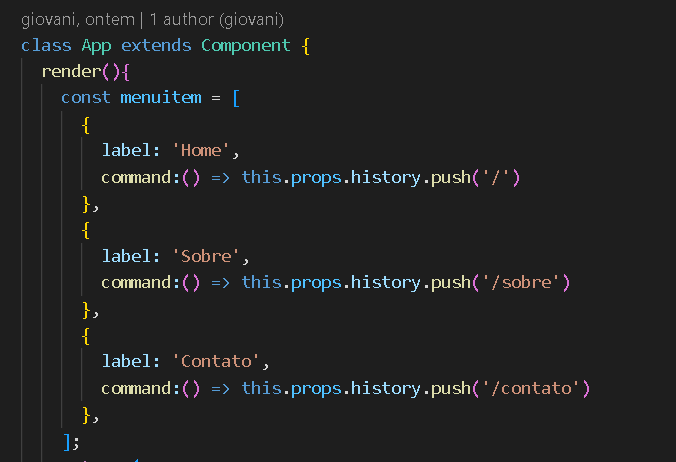 giovani, ontem | 1 author (giovani)
class App extends Component {
render(){
const menuitem = [
{
label: 'Home',
command:() => this.props.history.push('/')
},
{
label: 'Sobre',
command:() => this.props.history.push('/sobre')
},
{
label: 'Contato',
command:() => this.props.history.push('/contato')
},
];